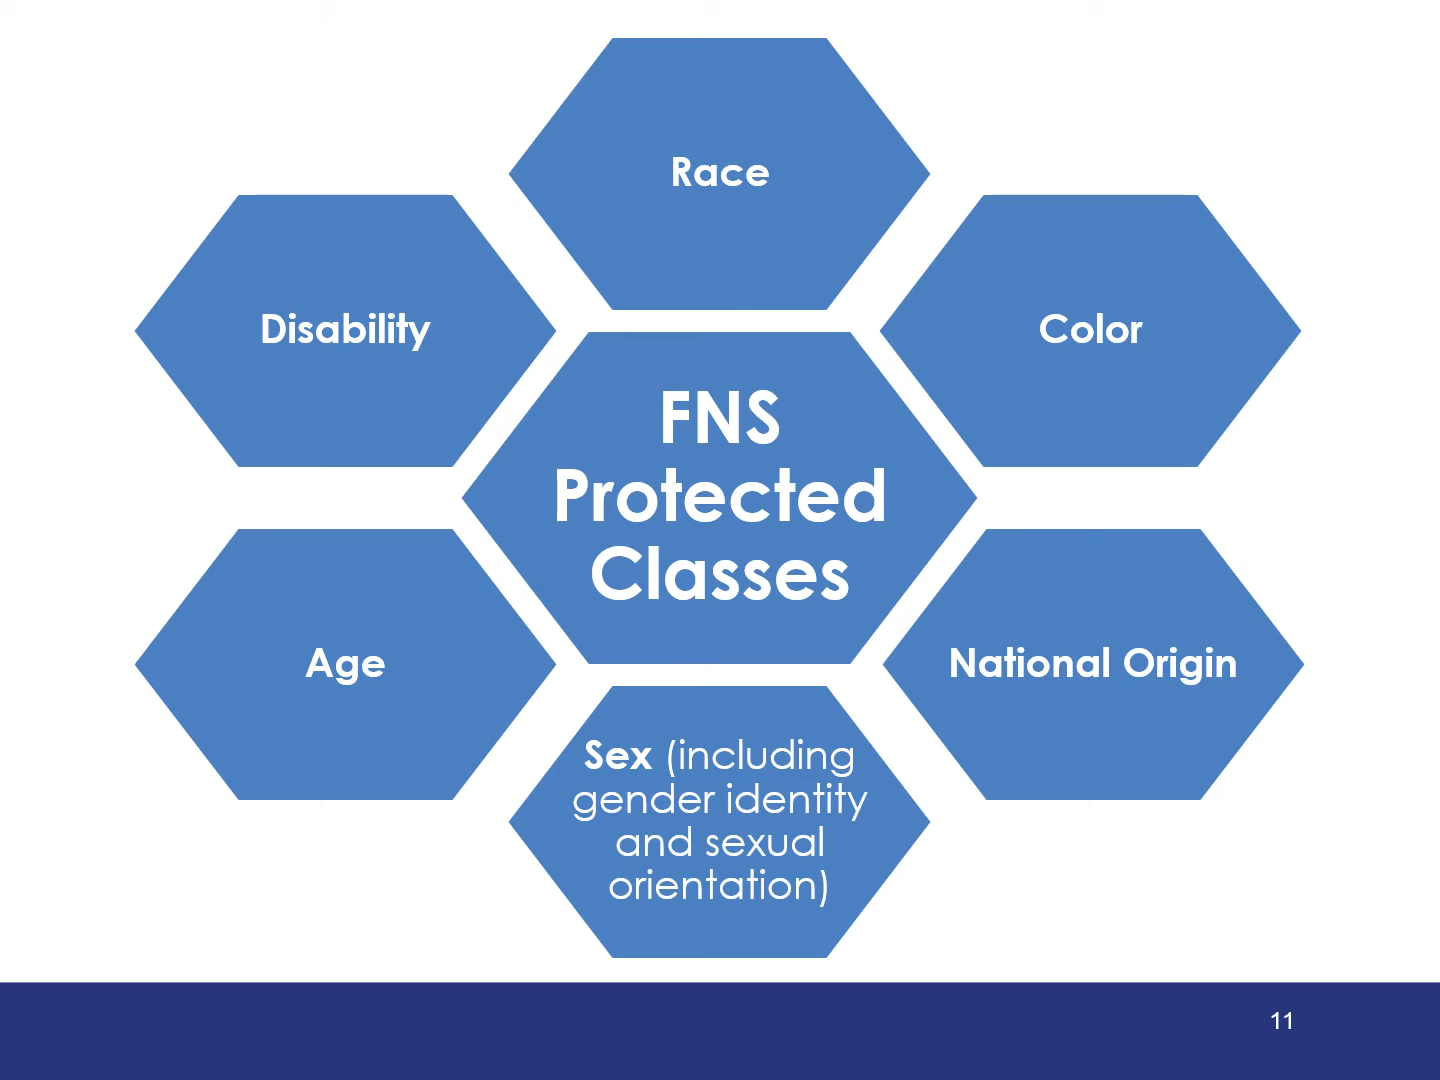 Race
Disability
Color
FNS
Protected
Classes
Age
National Origin
Sex (including
gender identity
and sexual
orientation)
11